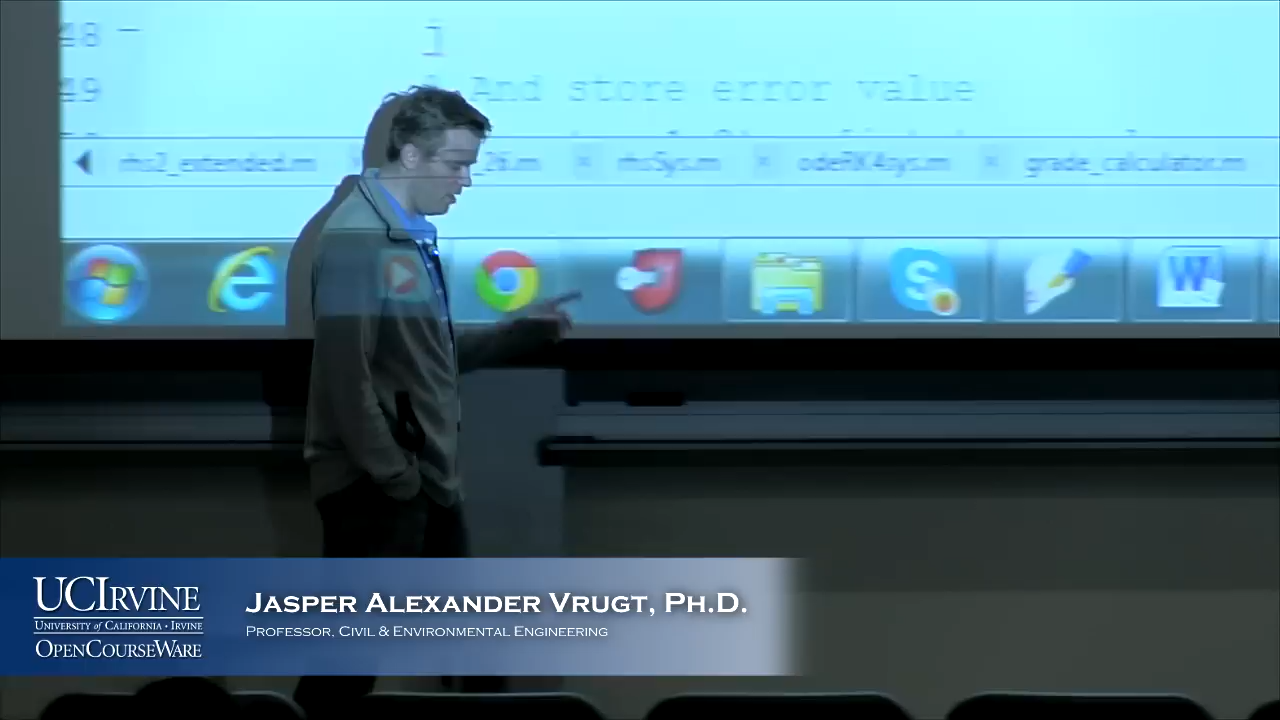 48
j
49 And store error value
rhs2_extended.m _26.m rhsSys.m odeRK4sys.m grade_calculator.m
S W
UCIRVINE
UNIVERSITY of CALIFORNIA • IRVINE
OPENCOURSEWARE
JASPER ALEXANDER VRUGT, PH.D.
PROFESSOR, CIVIL & ENVIRONMENTAL ENGINEERING